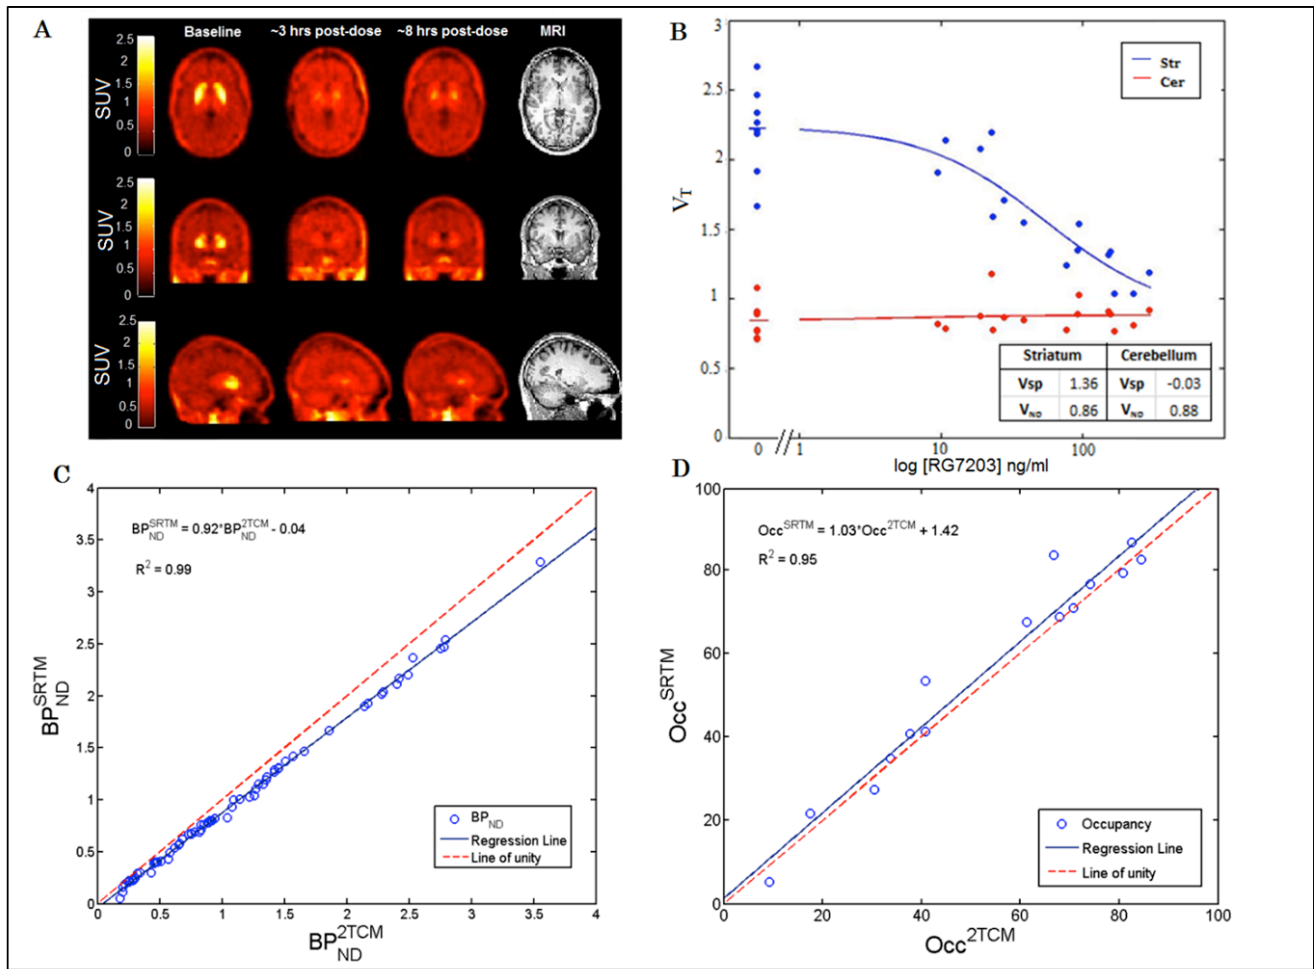 A
Baseline ~3 hrs post-dose ~8 hrs post-dose MRI
2.5
2
1.5
1
0.5
0
SUV
2.5
2
1.5
1
0.5
0
SUV
2.5
2
1.5
1
0.5
0
SUV
B
3
2.5
2
1.5
1
0.5
0
V_T
Str
Cer
Striatum Cerebellum
Vsp 1.36 Vsp -0.03
V_ND 0.86 V_ND 0.88
0 // 1 10 100
log [RG7203] ng/ml
C
4
3.5
3
2.5
2
1.5
1
0.5
0
BP_ND^SRTM
BP_ND^SRTM = 0.92*BP_ND^2TCM - 0.04
R^2 = 0.99
BP_ND
Regression Line
Line of unity
0 0.5 1 1.5 2 2.5 3 3.5 4
BP_ND^2TCM
D
100
80
60
40
20
0
Occ^SRTM
Occ^SRTM = 1.03*Occ^2TCM + 1.42
R^2 = 0.95
Occupancy
Regression Line
Line of unity
0 20 40 60 80 100
Occ^2TCM